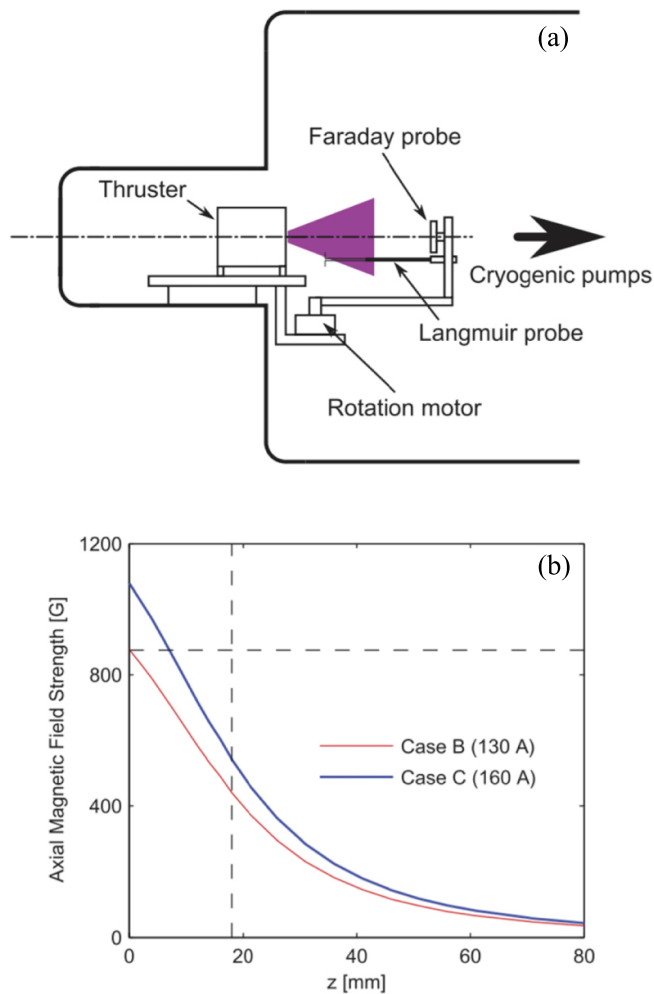 (a)
Faraday probe
Thruster
Cryogenic pumps
Langmuir probe
Rotation motor
(b)
1200
800
400
0
Axial Magnetic Field Strength [G]
Case B (130 A)
Case C (160 A)
0 20 40 60 80
z [mm]